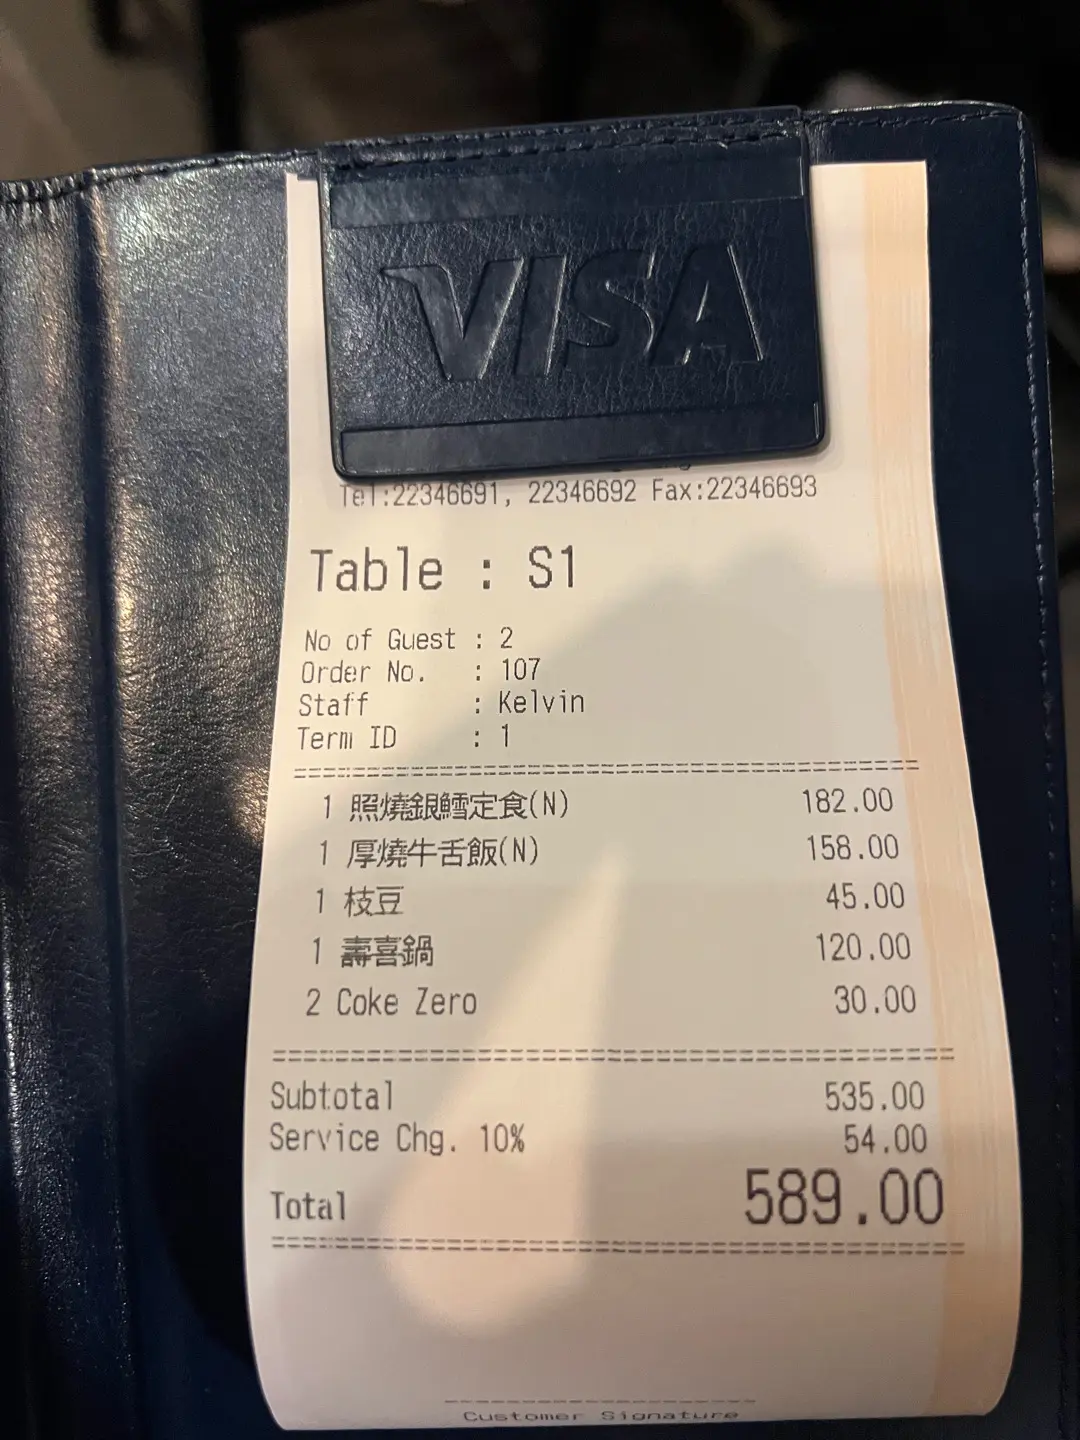 VISA
Tel:22346691, 22346692 Fax:22346693
Table : S1
No of Guest : 2
Order No. : 107
Staff : Kelvin
Term ID : 1
1 照燒銀鱈定食(N) 182.00
1 厚燒牛舌飯(N) 158.00
1 枝豆 45.00
1 壽喜鍋 120.00
2 Coke Zero 30.00
Subtotal 535.00
Service Chg. 10% 54.00
Total 589.00
Customer Signature